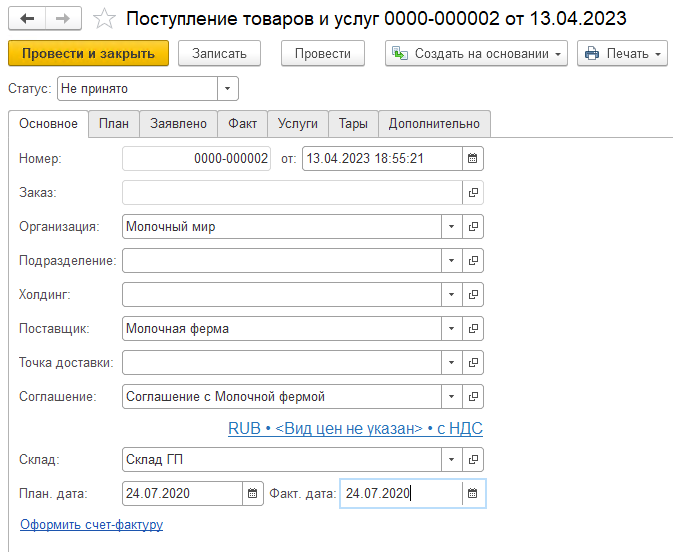 Поступление товаров и услуг 0000-000002 от 13.04.2023
Провести и закрыть Записать Провести Создать на основании Печать
Статус: Не принято
Основное План Заявлено Факт Услуги Тары Дополнительно
Номер: 0000-000002 от: 13.04.2023 18:55:21
Заказ:
Организация: Молочный мир
Подразделение:
Холдинг:
Поставщик: Молочная ферма
Точка доставки:
Соглашение: Соглашение с Молочной фермой
RUB • <Вид цен не указан> • с НДС
Склад: Склад ГП
План. дата: 24.07.2020 Факт. дата: 24.07.2020
Оформить счет-фактуру